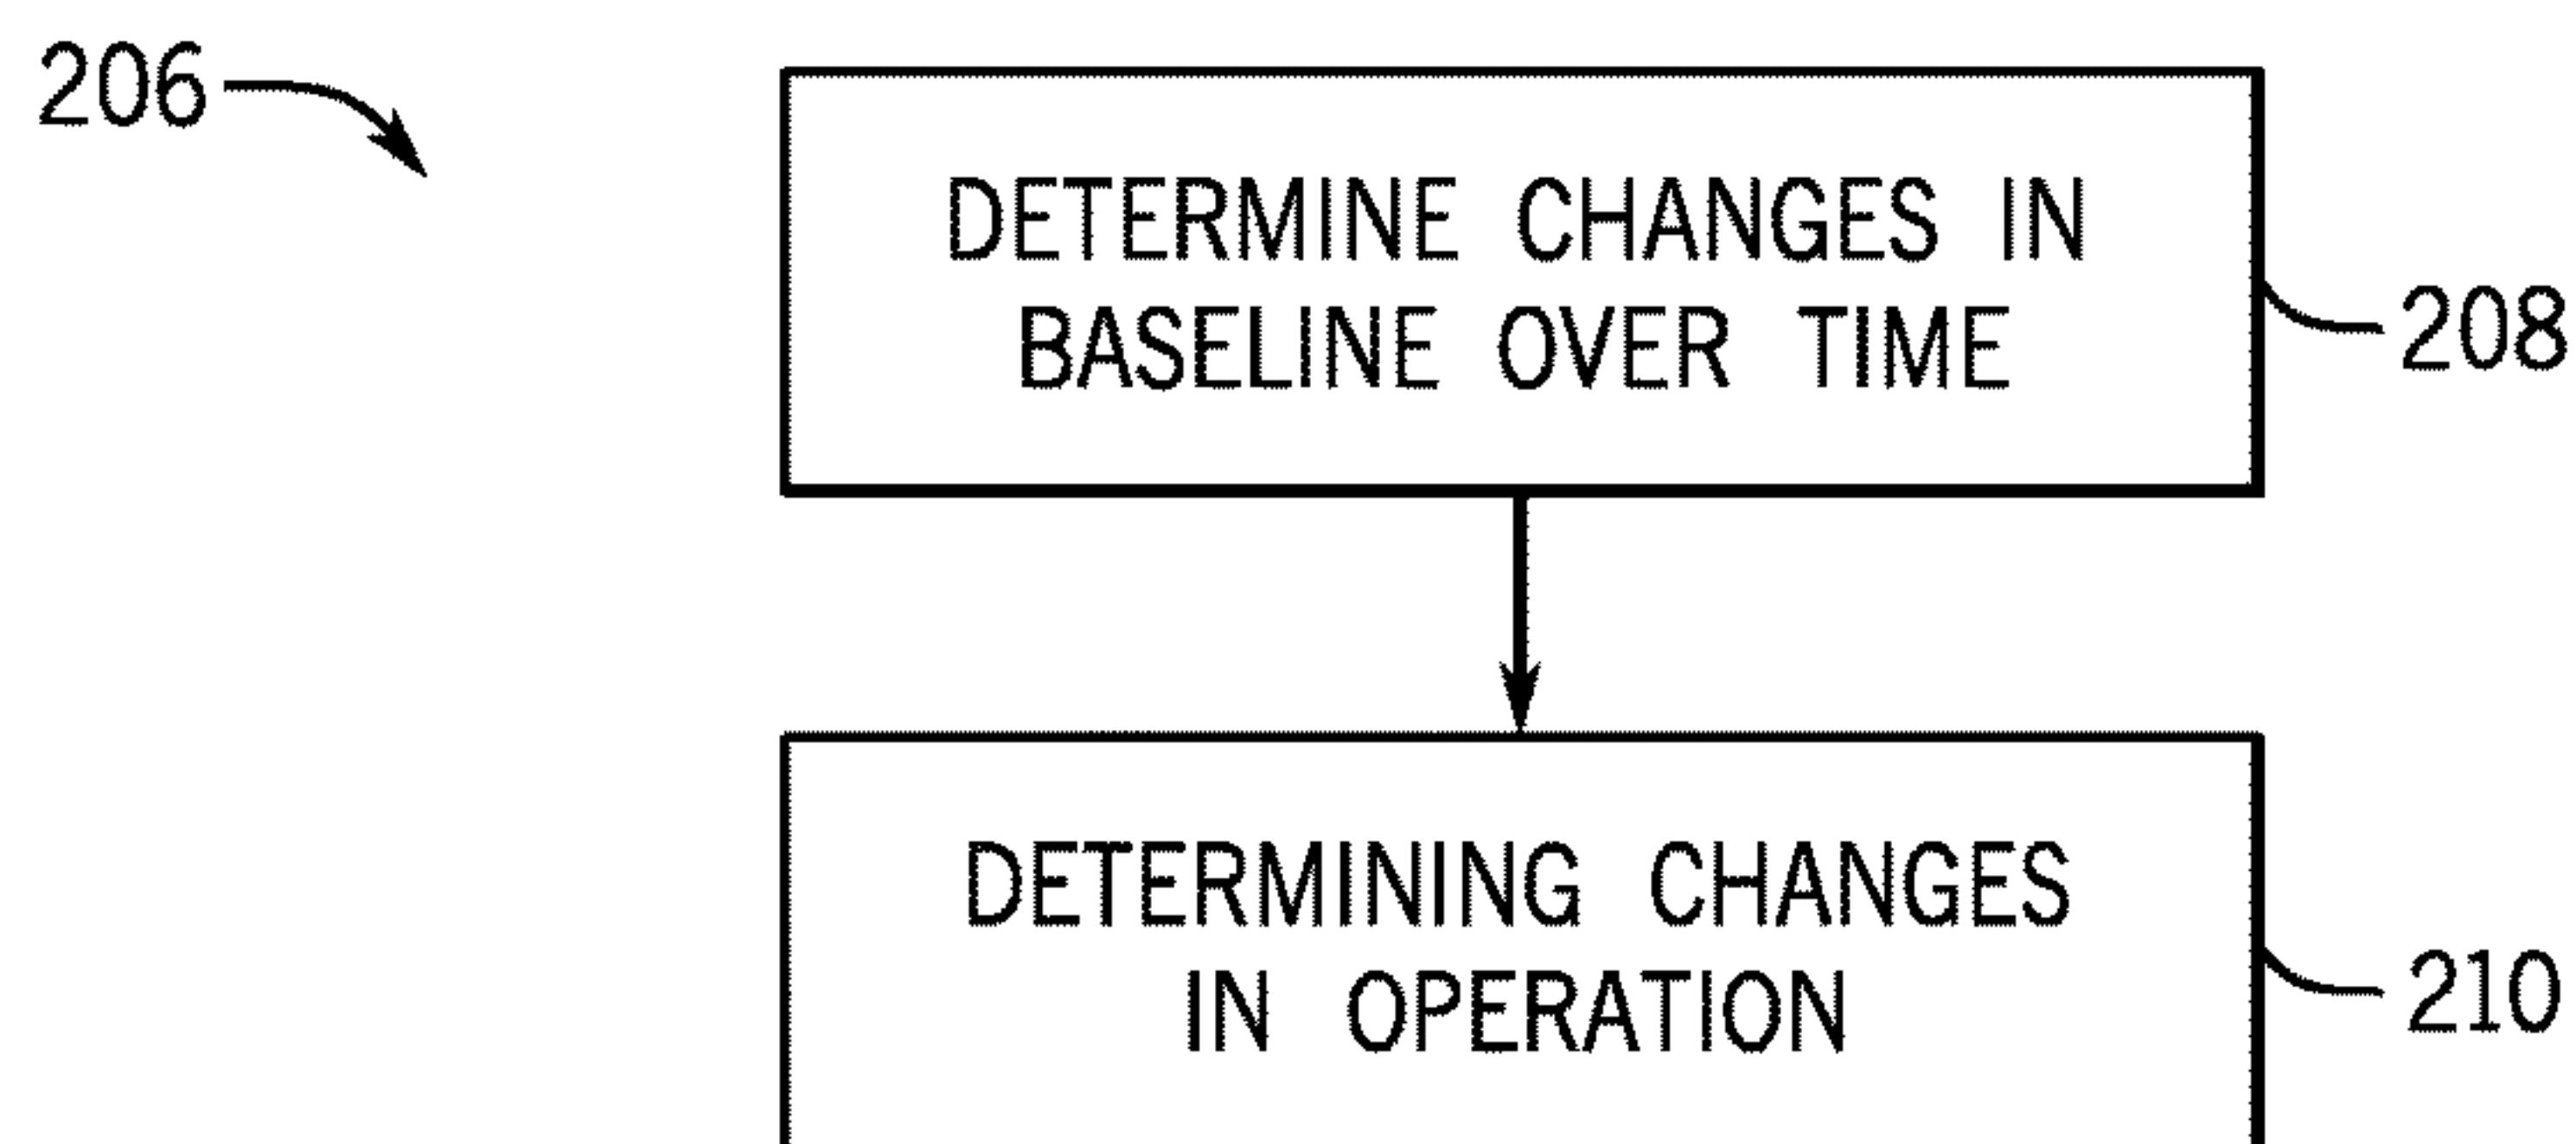 206
DETERMINE CHANGES IN
BASELINE OVER TIME
208
DETERMINING CHANGES
IN OPERATION
210